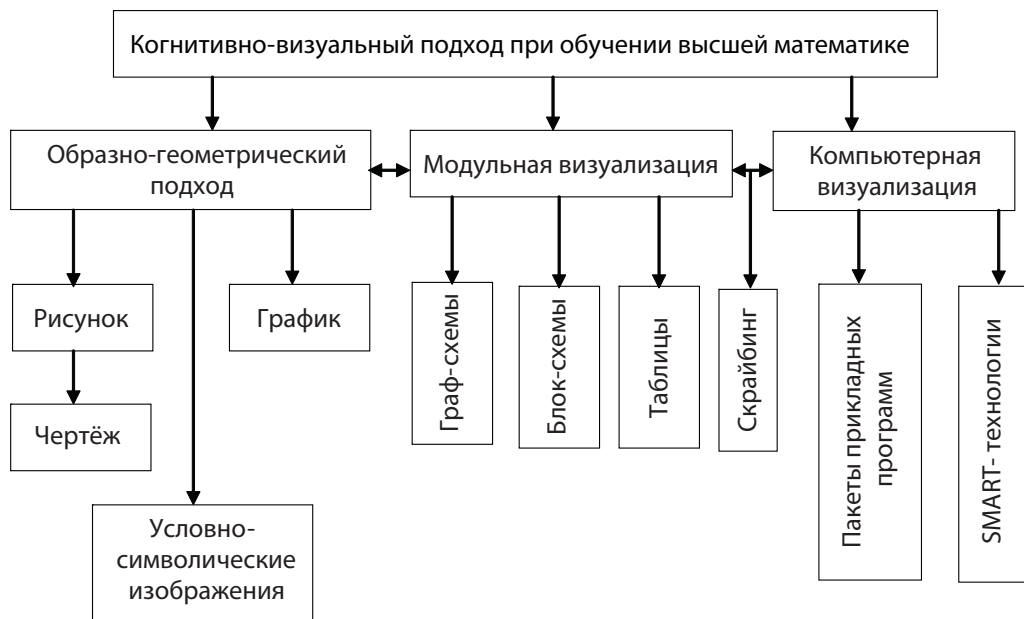 Когнитивно-визуальный подход при обучении высшей математике
Образно-геометрический
подход
Модульная визуализация
Компьютерная
визуализация
Рисунок
График
Чертёж
Условно-
символические
изображения
Граф-схемы
Блок-схемы
Таблицы
Скрайбинг
Пакеты прикладных
программ
SMART- технологии